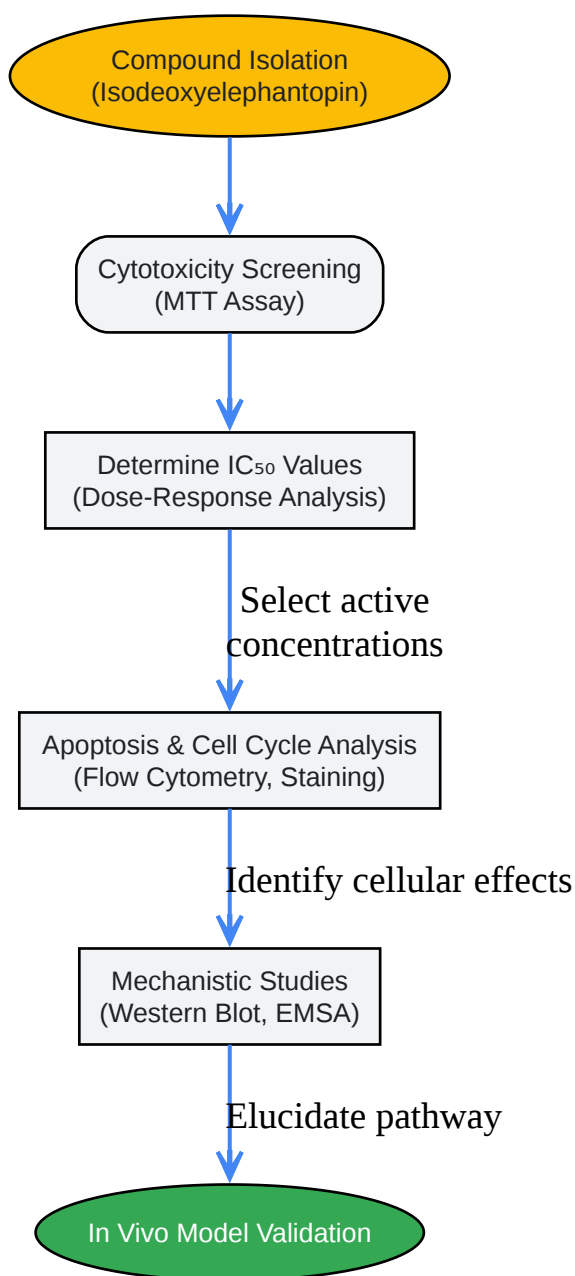 Compound Isolation
(Isodeoxyelephantopin)
Cytotoxicity Screening
(MTT Assay)
Determine IC₅₀ Values
(Dose-Response Analysis)
Select active
concentrations
Apoptosis & Cell Cycle Analysis
(Flow Cytometry, Staining)
Identify cellular effects
Mechanistic Studies
(Western Blot, EMSA)
Elucidate pathway
In Vivo Model Validation